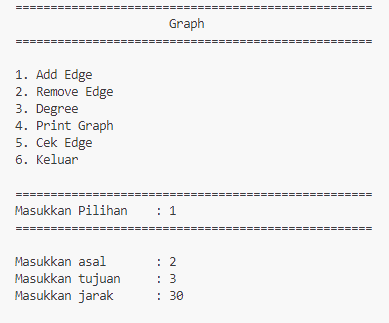 ===================================================
Graph
===================================================
1. Add Edge
2. Remove Edge
3. Degree
4. Print Graph
5. Cek Edge
6. Keluar
===================================================
Masukkan Pilihan : 1
===================================================
Masukkan asal : 2
Masukkan tujuan : 3
Masukkan jarak : 30